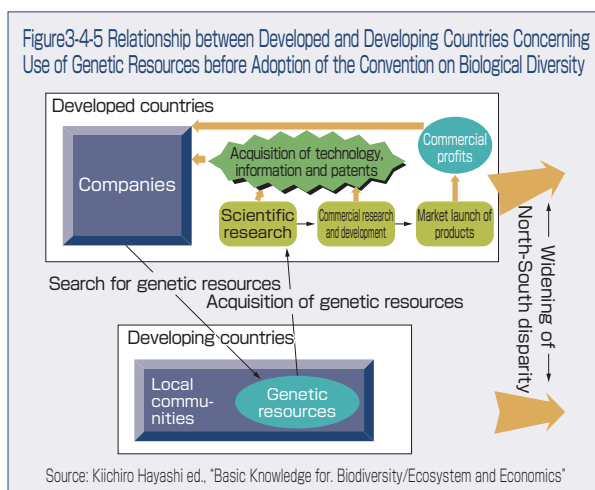 Figure3-4-5 Relationship between Developed and Developing Countries Concerning
Use of Genetic Resources before Adoption of the Convention on Biological Diversity
Developed countries
Companies
Acquisition of technology,
information and patents
Commercial
profits
Scientific
research
Commercial research
and development
Market launch of
products
Search for genetic resources
Acquisition of genetic resources
Widening of
North-South disparity
Developing countries
Local
commu-
nities
Genetic
resources
Source: Kiichiro Hayashi ed., "Basic Knowledge for. Biodiversity/Ecosystem and Economics"